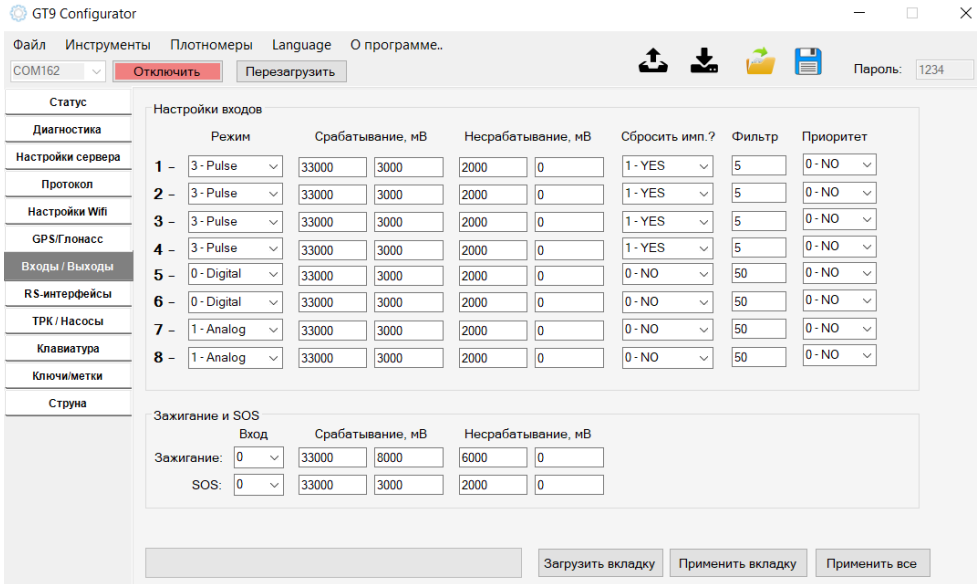 GT9 Configurator
Файл Инструменты Плотномеры Language О программе..
COM162 Отключить Перезагрузить Пароль: 1234
Статус
Диагностика
Настройки сервера
Протокол
Настройки Wifi
GPS/Глонасс
Входы / Выходы
RS-интерфейсы
ТРК / Насосы
Клавиатура
Ключи/метки
Струна
Настройки входов
Режим Срабатывание, мВ Несрабатывание, мВ Сбросить имп.? Фильтр Приоритет
1 - 3 - Pulse 33000 3000 2000 0 1 - YES 5 0 - NO
2 - 3 - Pulse 33000 3000 2000 0 1 - YES 5 0 - NO
3 - 3 - Pulse 33000 3000 2000 0 1 - YES 5 0 - NO
4 - 3 - Pulse 33000 3000 2000 0 1 - YES 5 0 - NO
5 - 0 - Digital 33000 3000 2000 0 0 - NO 50 0 - NO
6 - 0 - Digital 33000 3000 2000 0 0 - NO 50 0 - NO
7 - 1 - Analog 33000 3000 2000 0 0 - NO 50 0 - NO
8 - 1 - Analog 33000 3000 2000 0 0 - NO 50 0 - NO
Зажигание и SOS
Вход Срабатывание, мВ Несрабатывание, мВ
Зажигание: 0 33000 8000 6000 0
SOS: 0 33000 3000 2000 0
Загрузить вкладку Применить вкладку Применить все